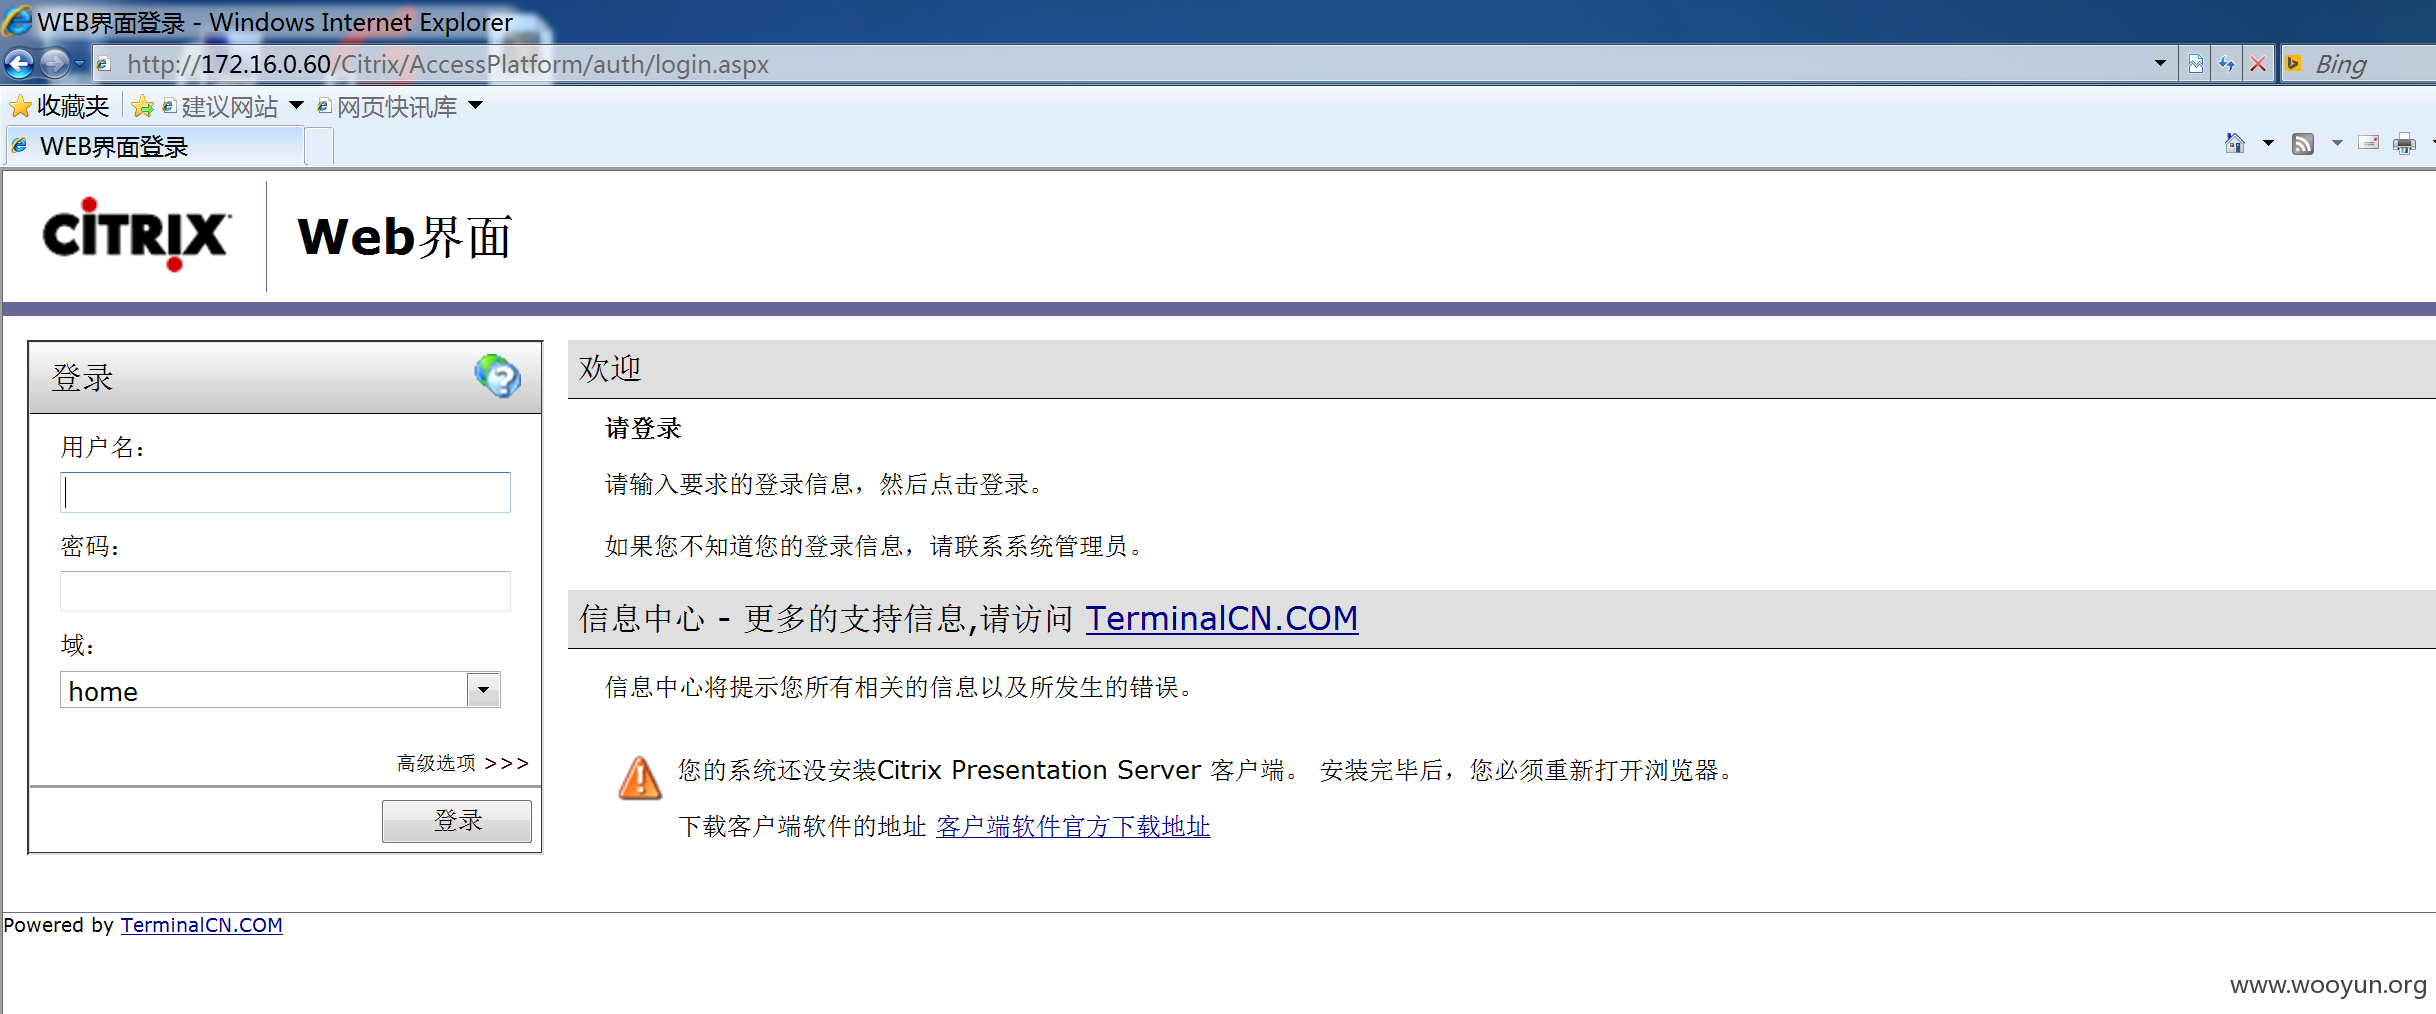 WEB界面登录 - Windows Internet Explorer
http://172.16.0.60/Citrix/AccessPlatform/auth/login.aspx
Bing
收藏夹
建议网站
网页快讯库
WEB界面登录
CITRIX
Web界面
登录
用户名：
密码：
域：
home
高级选项 >>>
登录
欢迎
请登录
请输入要求的登录信息，然后点击登录。
如果您不知道您的登录信息，请联系系统管理员。
信息中心 - 更多的支持信息,请访问 TerminalCN.COM
信息中心将提示您所有相关的信息以及所发生的错误。
您的系统还没安装Citrix Presentation Server 客户端。 安装完毕后，您必须重新打开浏览器。
下载客户端软件的地址 客户端软件官方下载地址
Powered by TerminalCN.COM
www.wooyun.org